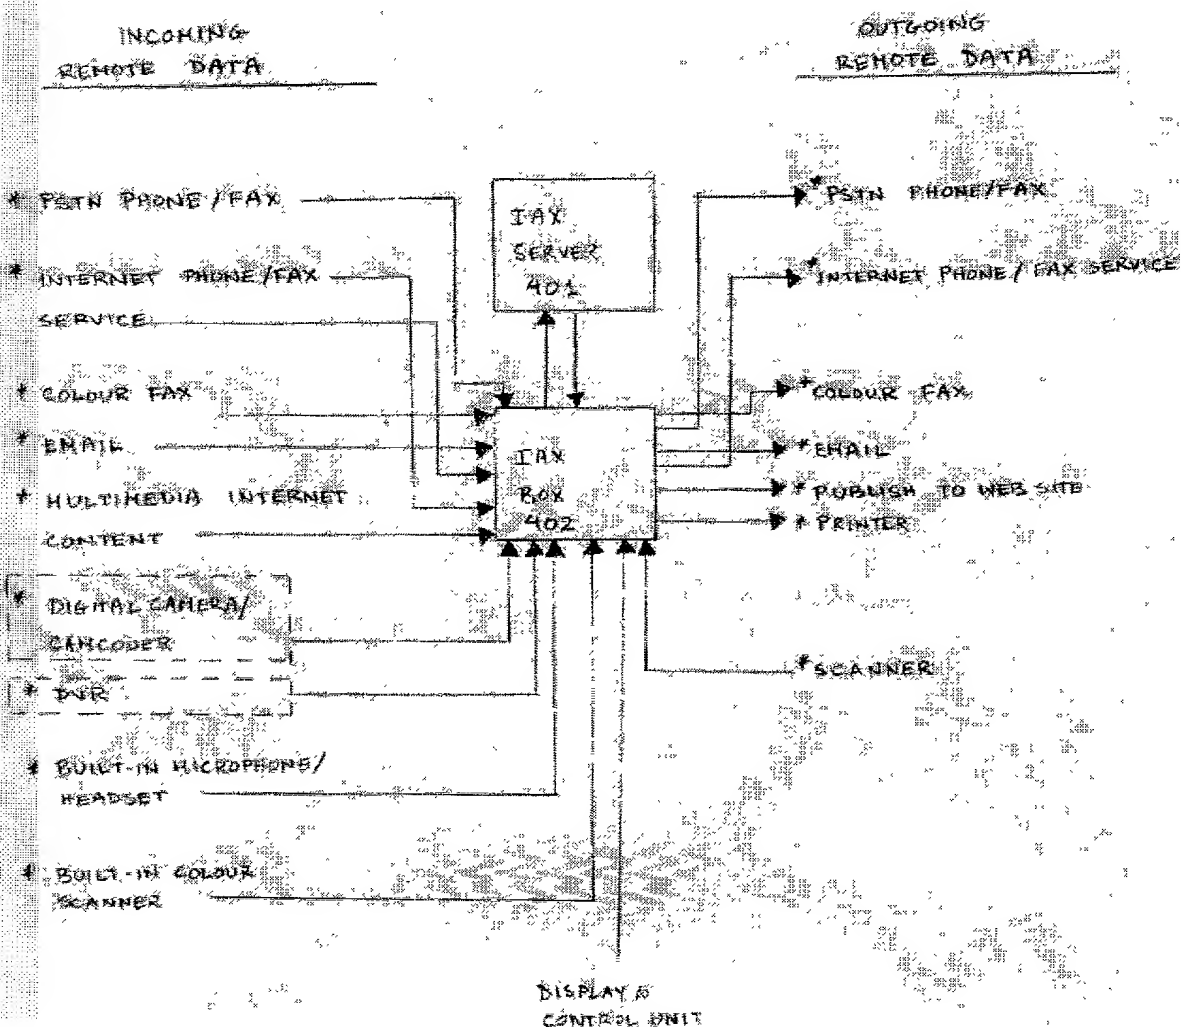 INCOMING
REMOTE DATA
OUTGOING
REMOTE DATA
* PSTN PHONE/FAX
* INTERNET PHONE/FAX
SERVICE
* COLOUR FAX
* EMAIL
* MULTIMEDIA INTERNET
CONTENT
* DIGITAL CAMERA/
CAMCODER
* DVR
* BUILT-IN MICROPHONE/
HEADSET
* BUILT-IN COLOUR
SCANNER
IAX
SERVER
401
IAX
BOX
402
* PSTN PHONE/FAX
* INTERNET PHONE/FAX SERVICE
* COLOUR FAX
* EMAIL
* PUBLISH TO WEB SITE
* PRINTER
* SCANNER
DISPLAY &
CONTROL UNIT